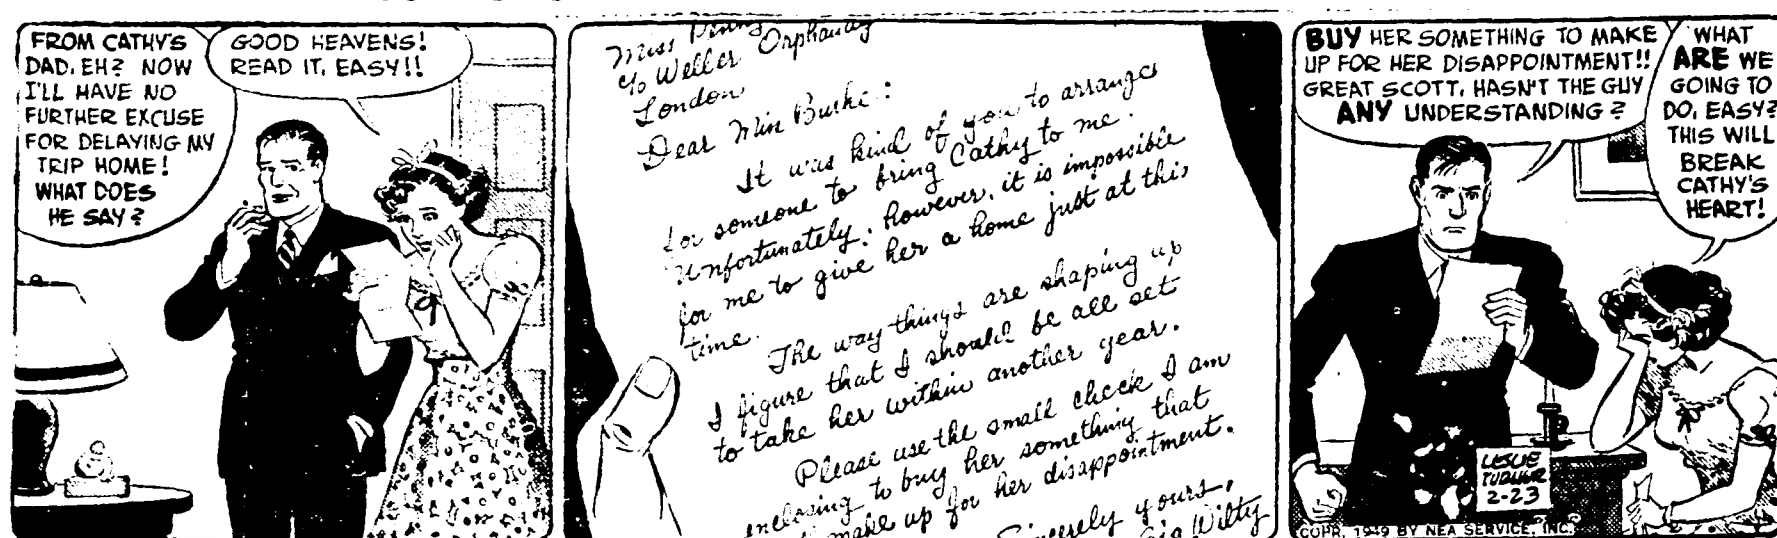 FROM CATHY'S
DAD, EH? NOW
I'LL HAVE NO
FURTHER EXCUSE
FOR DELAYING MY
TRIP HOME!
WHAT DOES
HE SAY?
GOOD HEAVENS!
READ IT, EASY!!
Miss Penny
c/o Weller Orphanag
London
Dear Miss Burke:
It was kind of you to arrange
for someone to bring Cathy to me.
Unfortunately, however, it is impossible
for me to give her a home just at this
time.
The way things are shaping up
I figure that I should be all set
to take her within another year.
Please use the small check I am
enclosing to buy her something that
make up for her disappointment.
Sincerely yours,
Wilty
BUY HER SOMETHING TO MAKE
UP FOR HER DISAPPOINTMENT!!
GREAT SCOTT, HASN'T THE GUY
ANY UNDERSTANDING?
WHAT
ARE WE
GOING TO
DO, EASY?
THIS WILL
BREAK
CATHY'S
HEART!
LESLIE
TURNER
2-23
COPR. 1949 BY NEA SERVICE, INC.